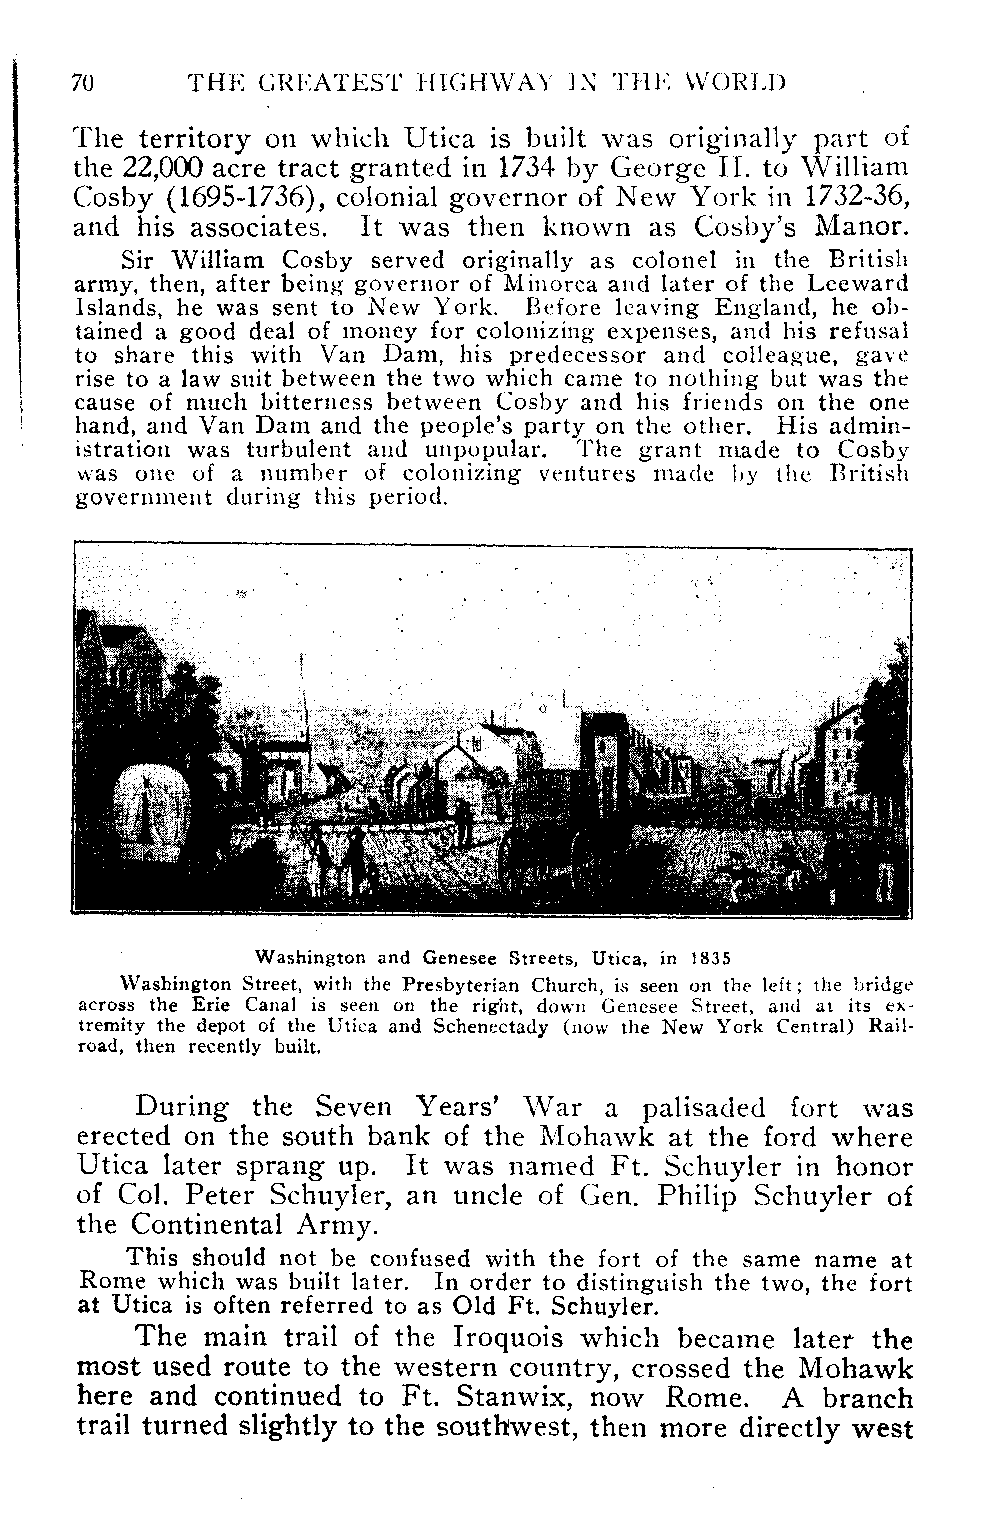 70 THE GREATEST HIGHWAY IN THE WORLD
The territory on which Utica is built was originally part of
the 22,000 acre tract granted in 1734 by George II. to William
Cosby (1695-1736), colonial governor of New York in 1732-36,
and his associates. It was then known as Cosby's Manor.
Sir William Cosby served originally as colonel in the British
army, then, after being governor of Minorca and later of the Leeward
Islands, he was sent to New York. Before leaving England, he ob-
tained a good deal of money for colonizing expenses, and his refusal
to share this with Van Dam, his predecessor and colleague, gave
rise to a law suit between the two which came to nothing but was the
cause of much bitterness between Cosby and his friends on the one
hand, and Van Dam and the people's party on the other. His admin-
istration was turbulent and unpopular. The grant made to Cosby
was one of a number of colonizing ventures made by the British
government during this period.
Washington and Genesee Streets, Utica, in 1835
Washington Street, with the Presbyterian Church, is seen on the left; the bridge
across the Erie Canal is seen on the right, down Genesee Street, and at its ex-
tremity the depot of the Utica and Schenectady (now the New York Central) Rail-
road, then recently built.
During the Seven Years' War a palisaded fort was
erected on the south bank of the Mohawk at the ford where
Utica later sprang up. It was named Ft. Schuyler in honor
of Col. Peter Schuyler, an uncle of Gen. Philip Schuyler of
the Continental Army.
This should not be confused with the fort of the same name at
Rome which was built later. In order to distinguish the two, the fort
at Utica is often referred to as Old Ft. Schuyler.
The main trail of the Iroquois which became later the
most used route to the western country, crossed the Mohawk
here and continued to Ft. Stanwix, now Rome. A branch
trail turned slightly to the southwest, then more directly west